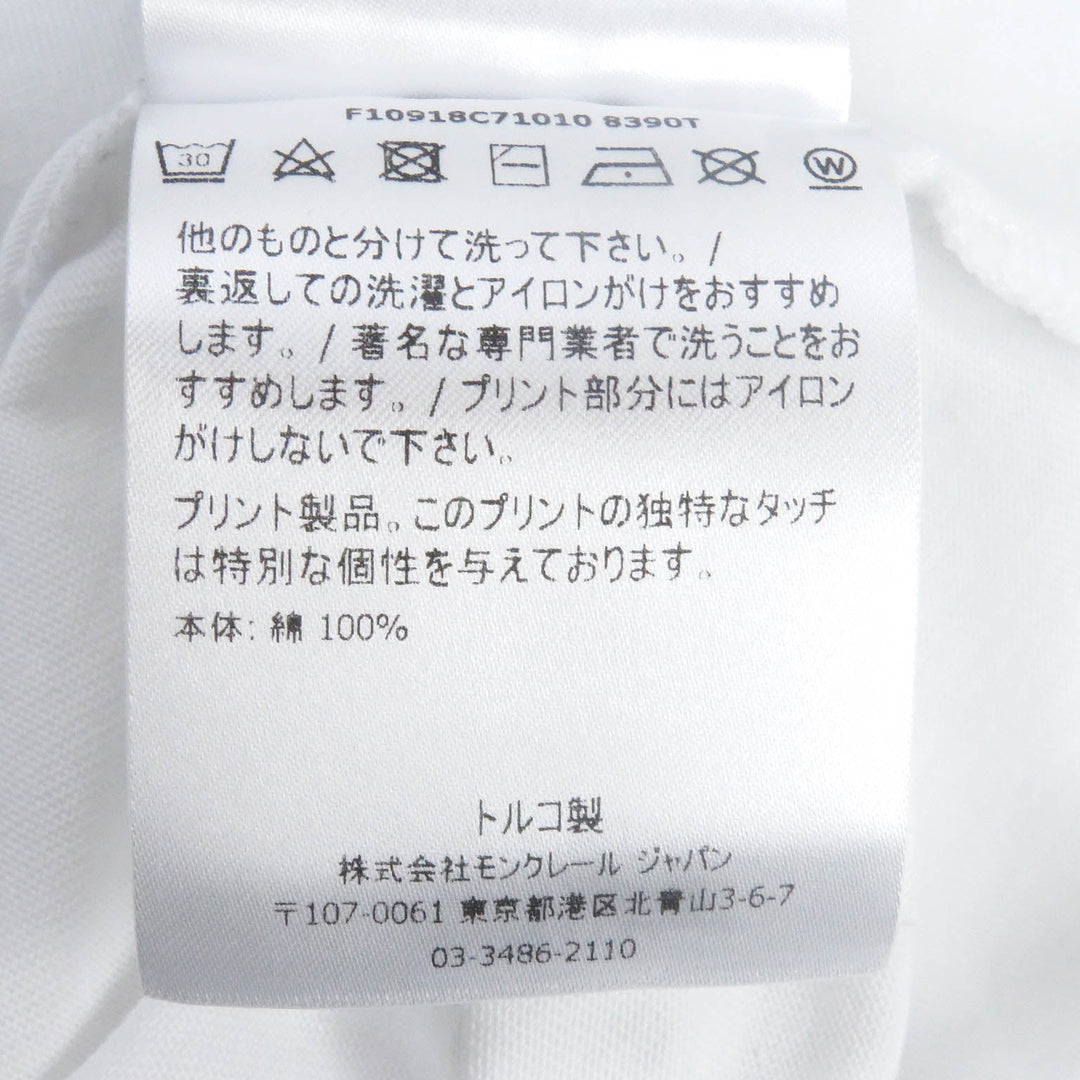 F10918C71010 8390T
30
W
他のものと分けて洗って下さい。/
裏返しての洗濯とアイロンがけをおすすめ
します。/ 著名な専門業者で洗うことをお
すすめします。/ プリント部分にはアイロン
がけしないで下さい。
プリント製品。このプリントの独特なタッチ
は特別な個性を与えております。
本体: 綿 100%
トルコ製
株式会社モンクレール ジャパン
〒107-0061 東京都港区北青山3-6-7
03-3486-2110